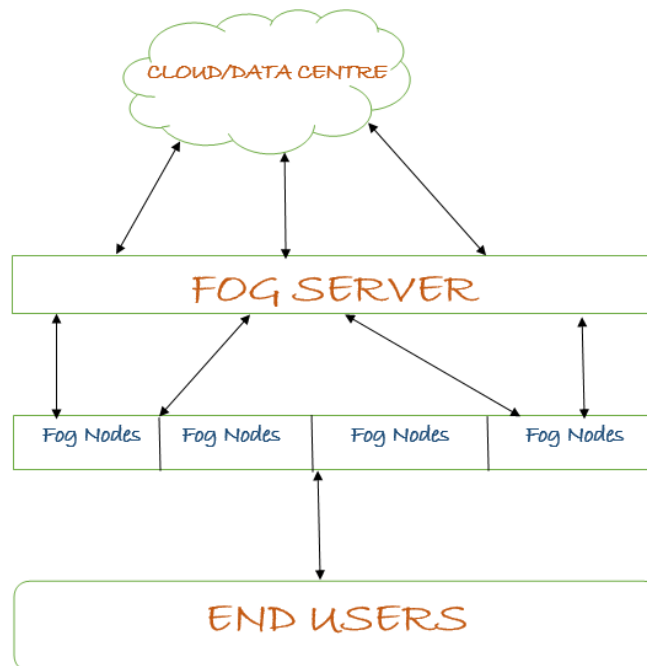 CLOUD/DATA CENTRE
FOG SERVER
Fog Nodes Fog Nodes Fog Nodes Fog Nodes
END USERS